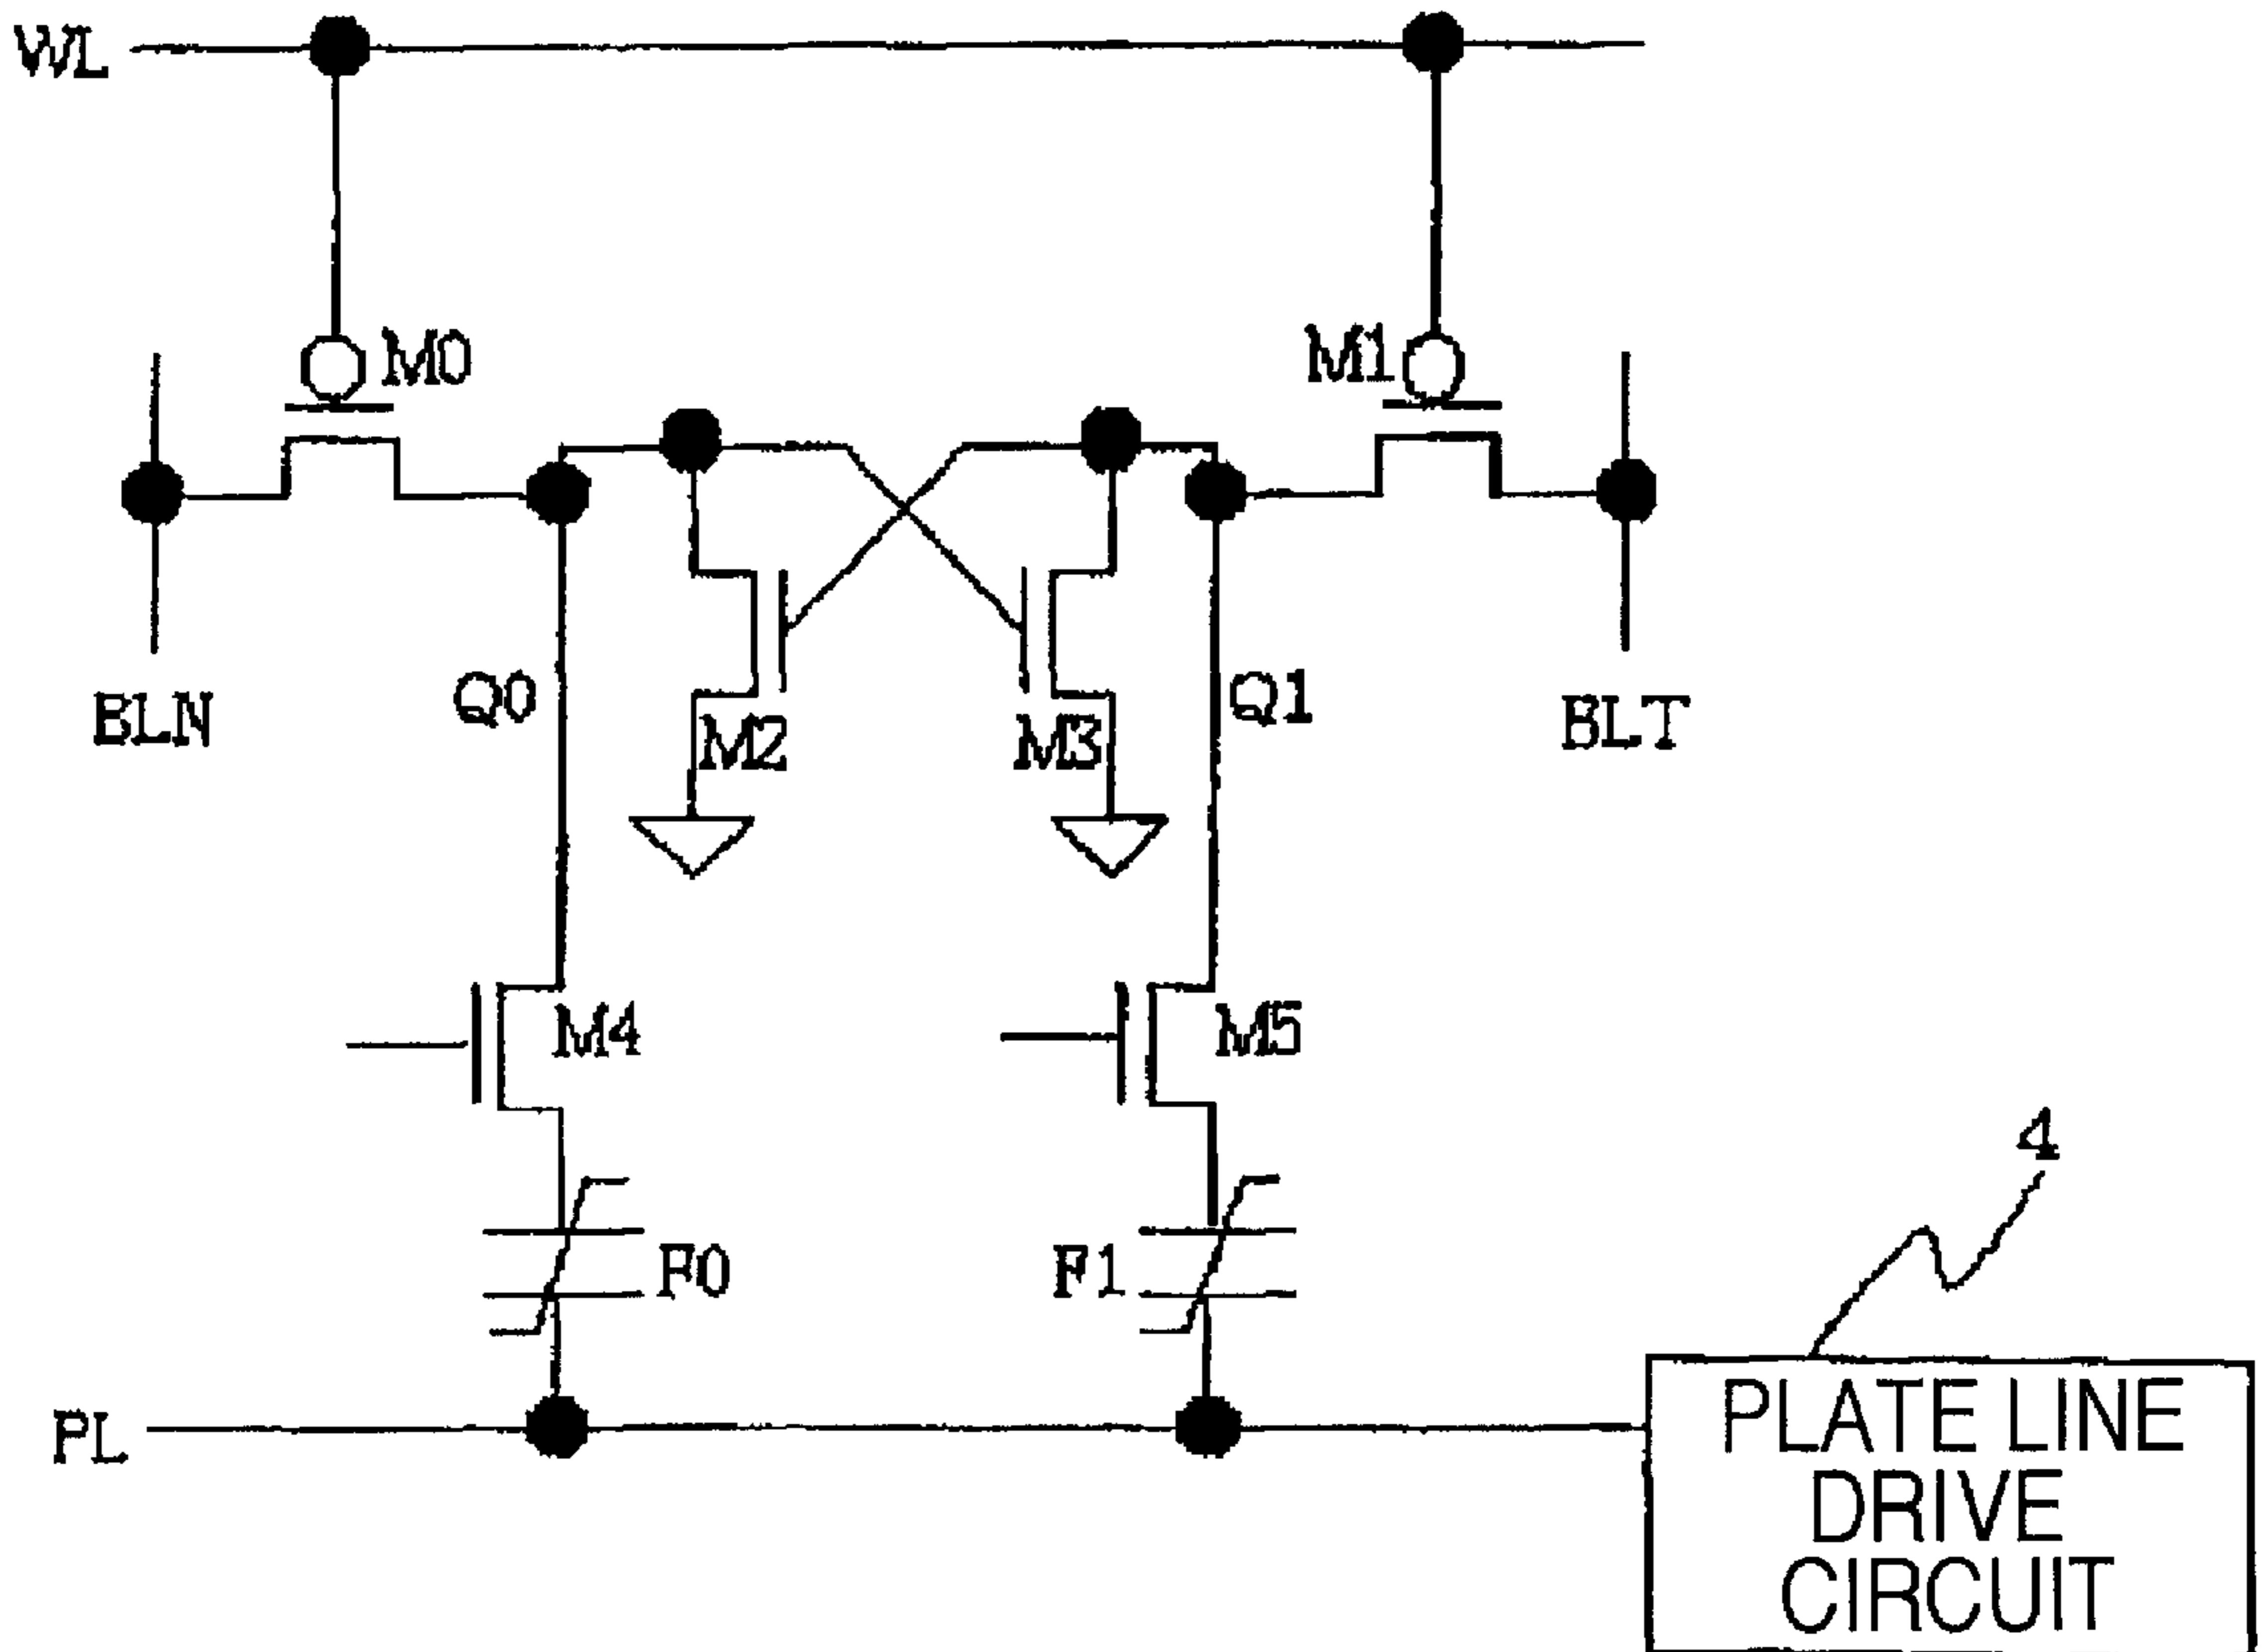 WL
M0
M1
BLN
Q0
M2
M3
Q1
BLT
M4
M5
4
F0
F1
PL
PLATE LINE
DRIVE
CIRCUIT